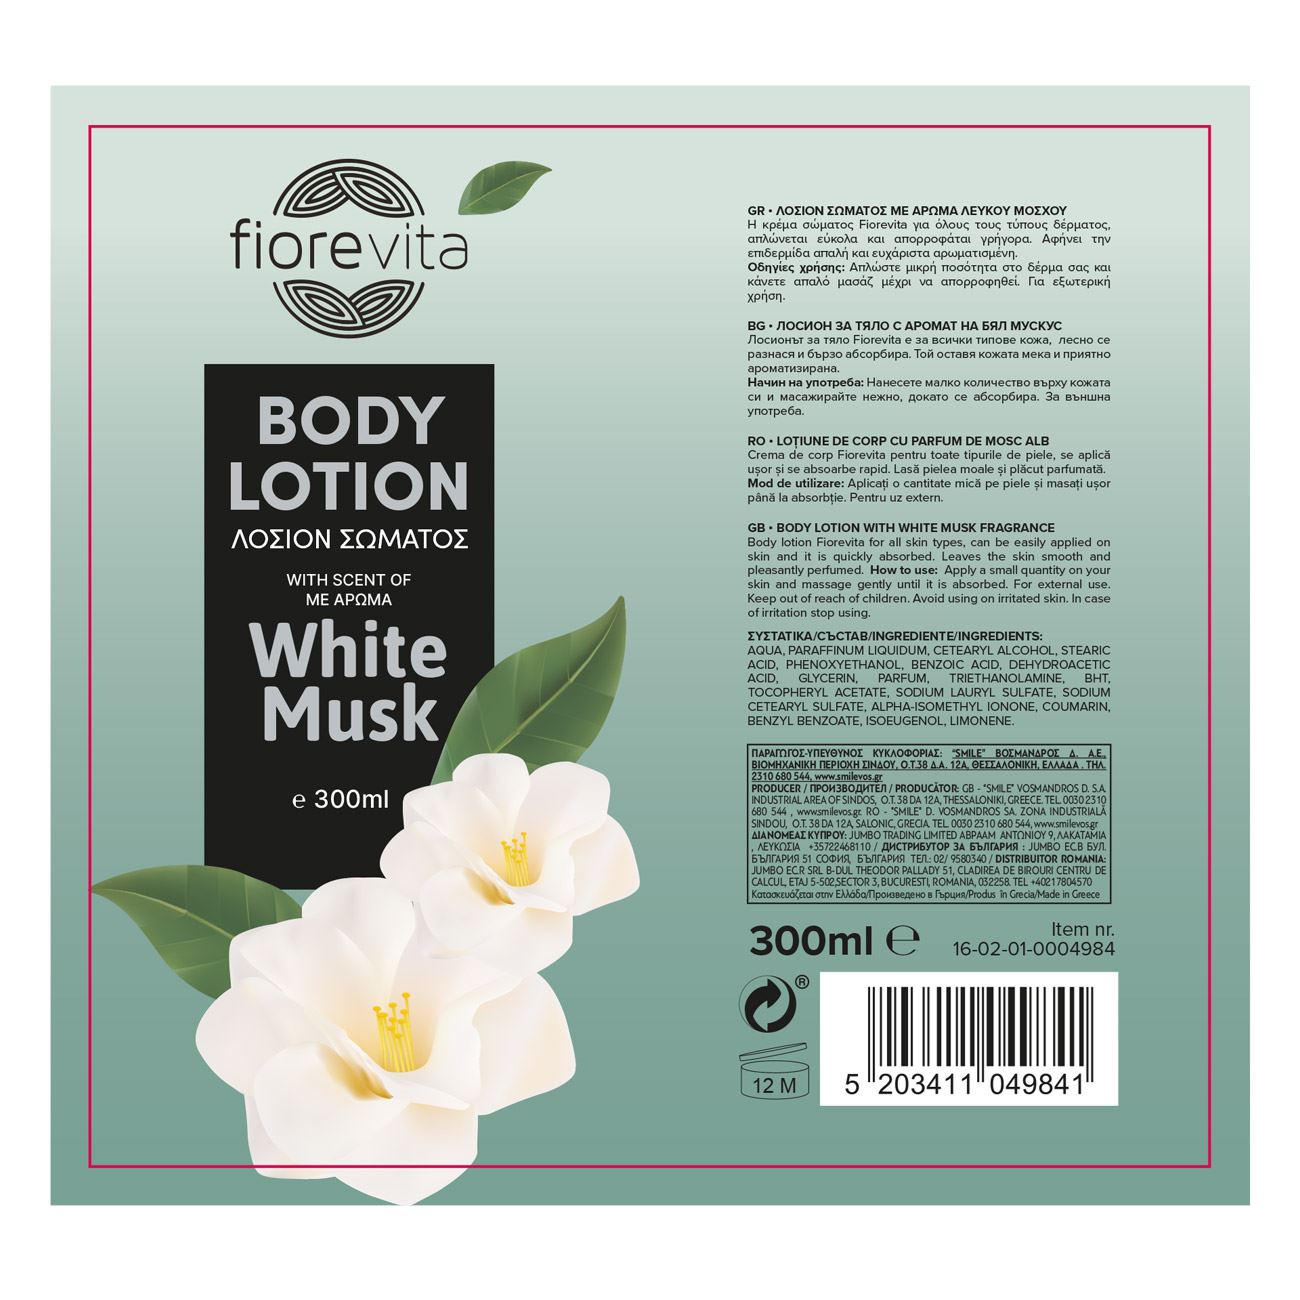 fiorevita
BODY
LOTION
ΛΟΣΙΟΝ ΣΩΜΑΤΟΣ
WITH SCENT OF
ΜΕ ΑΡΩΜΑ
White
Musk
℮ 300ml
GR • ΛΟΣΙΟΝ ΣΩΜΑΤΟΣ ΜΕ ΑΡΩΜΑ ΛΕΥΚΟΥ ΜΟΣΧΟΥ
Η κρέμα σώματος Fiorevita για όλους τους τύπους δέρματος,
απλώνεται εύκολα και απορροφάται γρήγορα. Αφήνει την
επιδερμίδα απαλή και ευχάριστα αρωματισμένη.
Οδηγίες χρήσης: Απλώστε μικρή ποσότητα στο δέρμα σας και
κάνετε απαλό μασάζ μέχρι να απορροφηθεί. Για εξωτερική
χρήση.
BG • ЛОСИОН ЗА ТЯЛО С АРОМАТ НА БЯЛ МУСКУС
Лосионът за тяло Fiorevita е за всички типове кожа, лесно се
разнася и бързо абсорбира. Той оставя кожата мека и приятно
ароматизирана.
Начин на употреба: Нанесете малко количество върху кожата
си и масажирайте нежно, докато се абсорбира. За външна
употреба.
RO • LOȚIUNE DE CORP CU PARFUM DE MOSC ALB
Crema de corp Fiorevita pentru toate tipurile de piele, se aplică
ușor și se absoarbe rapid. Lasă pielea moale și plăcut parfumată.
Mod de utilizare: Aplicați o cantitate mică pe piele și masați ușor
până la absorbție. Pentru uz extern.
GB • BODY LOTION WITH WHITE MUSK FRAGRANCE
Body lotion Fiorevita for all skin types, can be easily applied on
skin and it is quickly absorbed. Leaves the skin smooth and
pleasantly perfumed. How to use: Apply a small quantity on your
skin and massage gently until it is absorbed. For external use.
Keep out of reach of children. Avoid using on irritated skin. In case
of irritation stop using.
ΣΥΣΤΑΤΙΚΑ/СЪСТАВ/INGREDIENTE/INGREDIENTS:
AQUA, PARAFFINUM LIQUIDUM, CETEARYL ALCOHOL, STEARIC
ACID, PHENOXYETHANOL, BENZOIC ACID, DEHYDROACETIC
ACID, GLYCERIN, PARFUM, TRIETHANOLAMINE, BHT,
TOCOPHERYL ACETATE, SODIUM LAURYL SULFATE, SODIUM
CETEARYL SULFATE, ALPHA-ISOMETHYL IONONE, COUMARIN,
BENZYL BENZOATE, ISOEUGENOL, LIMONENE.
ΠΑΡΑΓΩΓΟΣ-ΥΠΕΥΘΥΝΟΣ ΚΥΚΛΟΦΟΡΙΑΣ: "SMILE" ΒΟΣΜΑΝΔΡΟΣ Δ. Α.Ε.,
ΒΙΟΜΗΧΑΝΙΚΗ ΠΕΡΙΟΧΗ ΣΙΝΔΟΥ, Ο.Τ.38 Δ.Α. 12Α, ΘΕΣΣΑΛΟΝΙΚΗ, ΕΛΛΑΔΑ . ΤΗΛ.
2310 680 544, www.smilevos.gr
PRODUCER / ПРОИЗВОДИТЕЛ / PRODUCĂTOR: GB - "SMILE" VOSMANDROS D. S.A.
INDUSTRIAL AREA OF SINDOS, O.T. 38 DA 12A, THESSALONIKI, GREECE. TEL. 0030 2310
680 544 , www.smilevos.gr. RO - "SMILE" D. VOSMANDROS SA. ZONA INDUSTRIALĂ
SINDOU, O.T. 38 DA 12A, SALONIC, GRECIA. TEL. 0030 2310 680 544, www.smilevos.gr
ΔΙΑΝΟΜΕΑΣ ΚΥΠΡΟΥ: JUMBO TRADING LIMITED ΑΒΡΑΑΜ ΑΝΤΩΝΙΟΥ 9, ΛΑΚΑΤΑΜΙΑ
, ΛΕΥΚΩΣΙΑ +35722468110 / ДИСТРИБУТОР ЗА БЪЛГАРИЯ : JUMBO EC.B БУЛ.
БЪЛГАРИЯ 51 СОФИЯ, БЪЛГАРИЯ ТЕЛ.: 02/ 9580340 / DISTRIBUITOR ROMANIA:
JUMBO EC.R SRL B-DUL THEODOR PALLADY 51, CLADIREA DE BIROURI CENTRU DE
CALCUL, ETAJ 5-502,SECTOR 3, BUCURESTI, ROMANIA, 032258. TEL +40217804570
Κατασκευάζεται στην Ελλάδα/Произведено в Гърция/Produs în Grecia/Made in Greece
300ml ℮
Item nr.
16-02-01-0004984
®
12 M
5 203411 049841